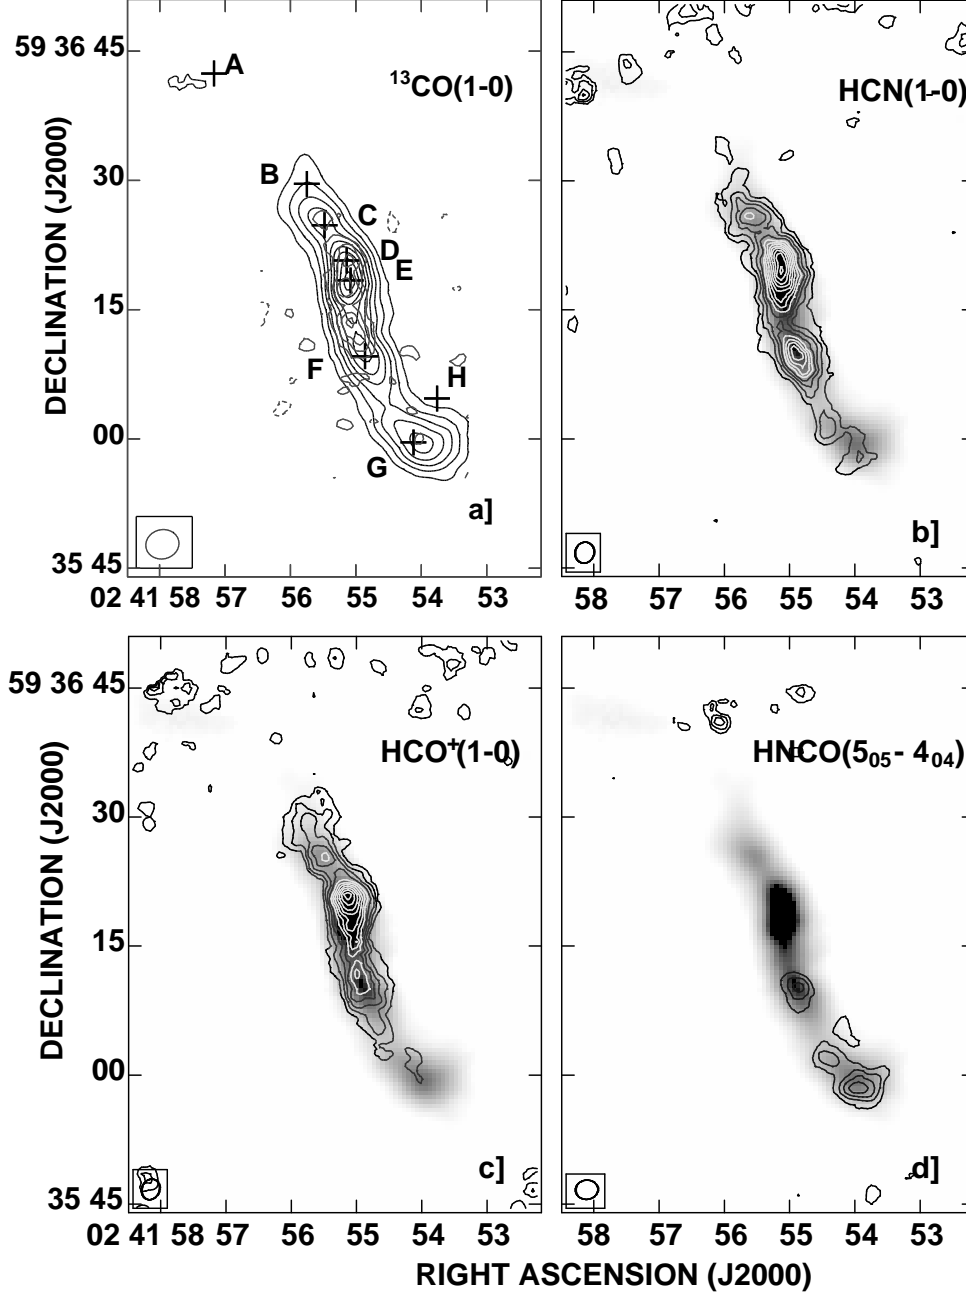 59 36 45
30
15
00
35 45
DECLINATION (J2000)
¹³CO(1-0)
A
B
C
D
E
F
H
G
a]
02 41 58 57 56 55 54 53
HCN(1-0)
b]
58 57 56 55 54 53
59 36 45
30
15
00
35 45
DECLINATION (J2000)
HCO⁺(1-0)
c]
02 41 58 57 56 55 54 53
HNCO(5₀₅- 4₀₄)
d]
58 57 56 55 54 53
RIGHT ASCENSION (J2000)